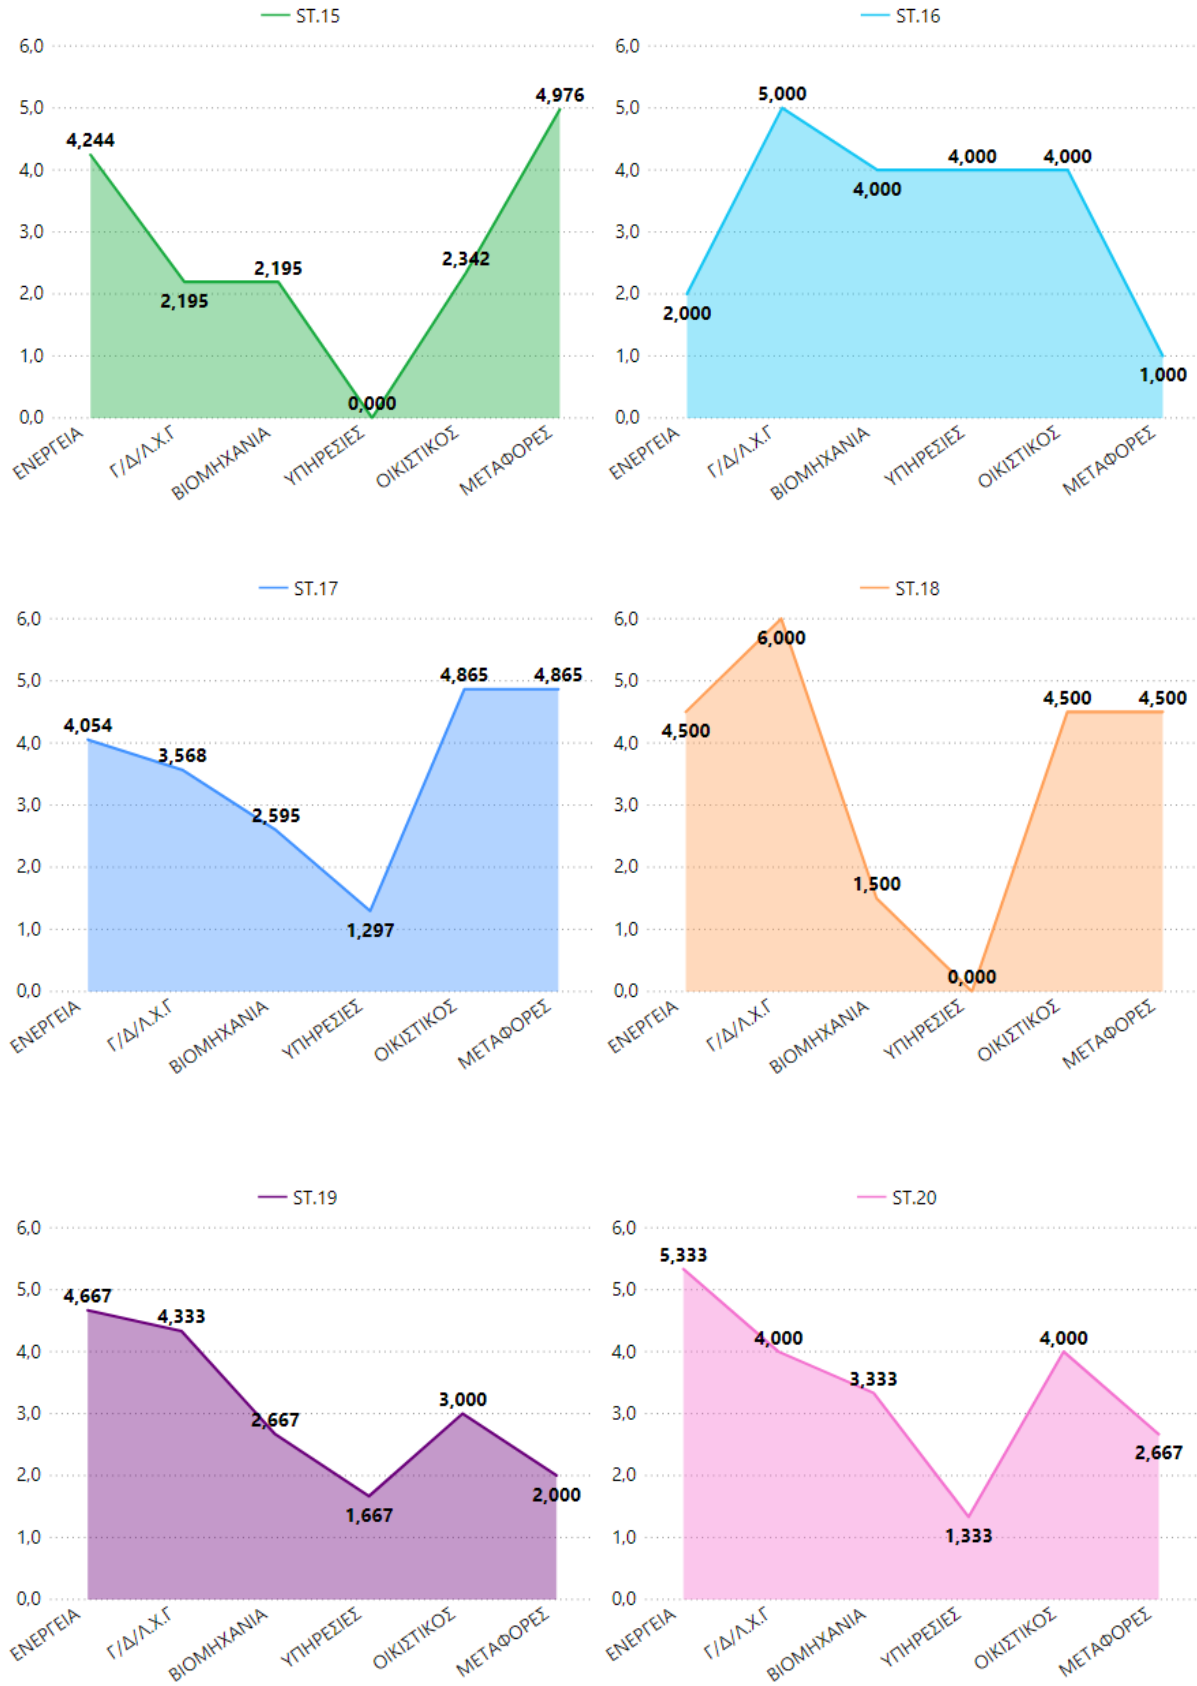 ST.15
6,0
5,0
4,0
3,0
2,0
1,0
0,0
4,244
2,195
2,195
0,000
2,342
4,976
ΕΝΕΡΓΕΙΑ
Γ/Δ/Λ.Χ.Γ
ΒΙΟΜΗΧΑΝΙΑ
ΥΠΗΡΕΣΙΕΣ
ΟΙΚΙΣΤΙΚΟΣ
ΜΕΤΑΦΟΡΕΣ
ST.16
6,0
5,0
4,0
3,0
2,0
1,0
0,0
2,000
5,000
4,000
4,000
4,000
1,000
ΕΝΕΡΓΕΙΑ
Γ/Δ/Λ.Χ.Γ
ΒΙΟΜΗΧΑΝΙΑ
ΥΠΗΡΕΣΙΕΣ
ΟΙΚΙΣΤΙΚΟΣ
ΜΕΤΑΦΟΡΕΣ
ST.17
6,0
5,0
4,0
3,0
2,0
1,0
0,0
4,054
3,568
2,595
1,297
4,865
4,865
ΕΝΕΡΓΕΙΑ
Γ/Δ/Λ.Χ.Γ
ΒΙΟΜΗΧΑΝΙΑ
ΥΠΗΡΕΣΙΕΣ
ΟΙΚΙΣΤΙΚΟΣ
ΜΕΤΑΦΟΡΕΣ
ST.18
6,0
5,0
4,0
3,0
2,0
1,0
0,0
4,500
6,000
1,500
0,000
4,500
4,500
ΕΝΕΡΓΕΙΑ
Γ/Δ/Λ.Χ.Γ
ΒΙΟΜΗΧΑΝΙΑ
ΥΠΗΡΕΣΙΕΣ
ΟΙΚΙΣΤΙΚΟΣ
ΜΕΤΑΦΟΡΕΣ
ST.19
6,0
5,0
4,0
3,0
2,0
1,0
0,0
4,667
4,333
2,667
1,667
3,000
2,000
ΕΝΕΡΓΕΙΑ
Γ/Δ/Λ.Χ.Γ
ΒΙΟΜΗΧΑΝΙΑ
ΥΠΗΡΕΣΙΕΣ
ΟΙΚΙΣΤΙΚΟΣ
ΜΕΤΑΦΟΡΕΣ
ST.20
6,0
5,0
4,0
3,0
2,0
1,0
0,0
5,333
4,000
3,333
1,333
4,000
2,667
ΕΝΕΡΓΕΙΑ
Γ/Δ/Λ.Χ.Γ
ΒΙΟΜΗΧΑΝΙΑ
ΥΠΗΡΕΣΙΕΣ
ΟΙΚΙΣΤΙΚΟΣ
ΜΕΤΑΦΟΡΕΣ